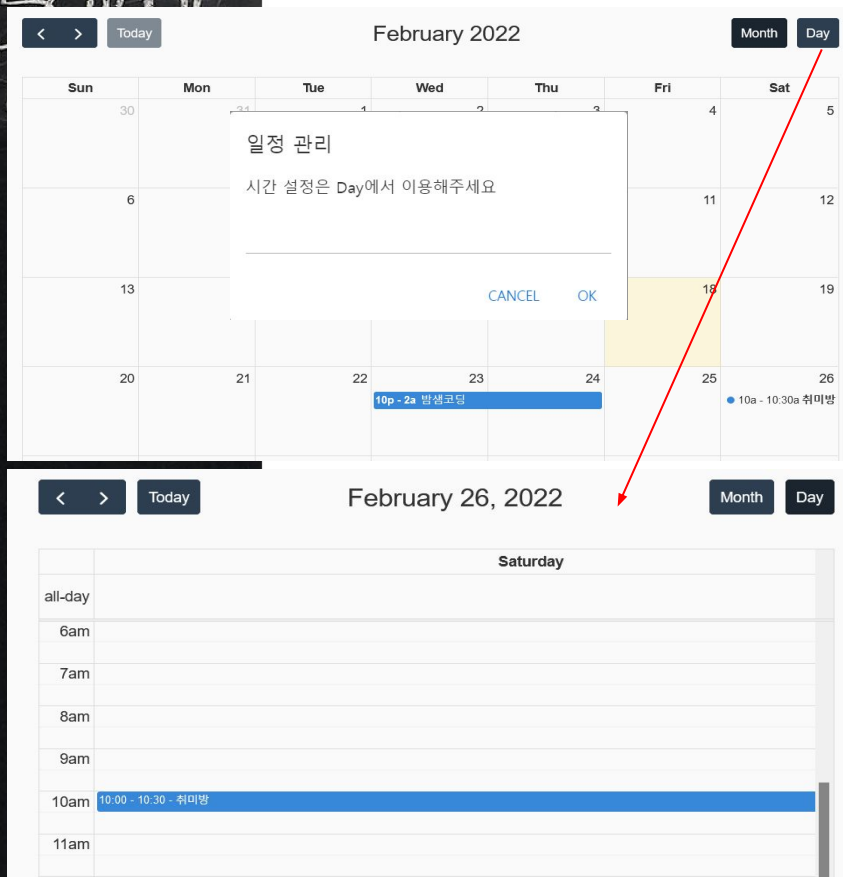 < > Today February 2022 Month Day
Sun Mon Tue Wed Thu Fri Sat
30 31 1 2 3 4 5
일정 관리
시간 설정은 Day에서 이용해주세요
6 11 12
CANCEL OK
13 18 19
20 21 22 23 24 25 26
10p - 2a 밤샘코딩 10a - 10:30a 취미방
< > Today February 26, 2022 Month Day
Saturday
all-day
6am
7am
8am
9am
10am 10:00 - 10:30 - 취미방
11am